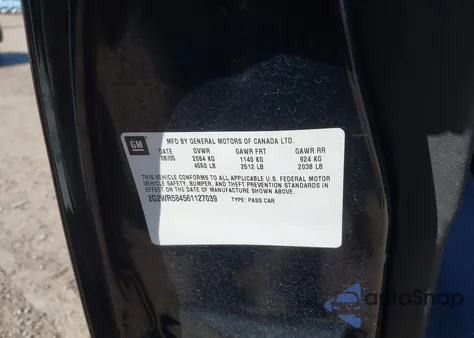 GM
MFD BY GENERAL MOTORS OF CANADA LTD
DATE GVWR GAWR FRT GAWR RR
08/05 2064 KG 1140 KG 924 KG
4550 LB 2512 LB 2038 LB
THIS VEHICLE CONFORMS TO ALL APPLICABLE U.S. FEDERAL MOTOR
VEHICLE SAFETY, BUMPER, AND THEFT PREVENTION STANDARDS IN
EFFECT ON THE DATE OF MANUFACTURE SHOWN ABOVE.
2G2WR584561127039 TYPE: PASS CAR
autoSnap